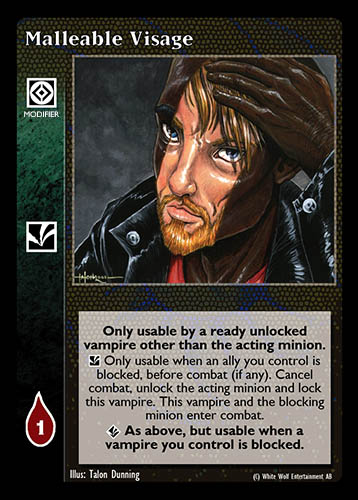 Malleable Visage
MODIFIER
Only usable by a ready unlocked
vampire other than the acting minion.
Only usable when an ally you control is
blocked, before combat (if any). Cancel
combat, unlock the acting minion and lock
this vampire. This vampire and the blocking
minion enter combat.
As above, but usable when a
vampire you control is blocked.
1
Illus: Talon Dunning
(C) White Wolf Entertainment AB